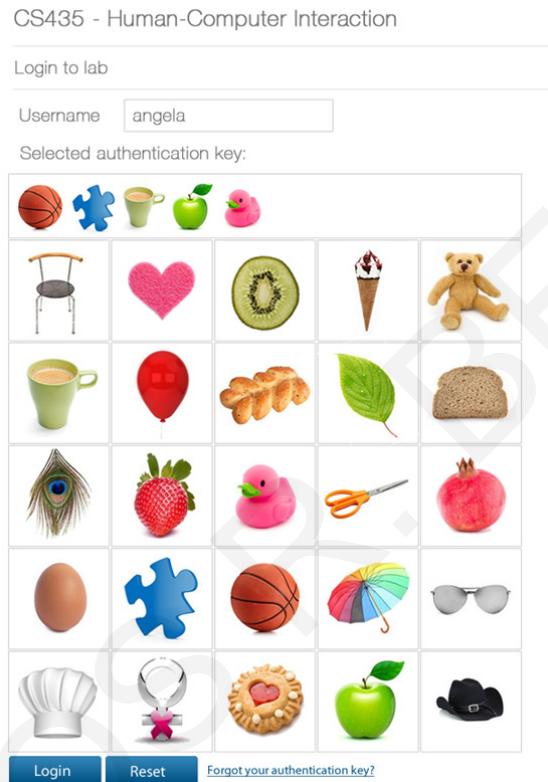 CS435 - Human-Computer Interaction
Login to lab
Username angela
Selected authentication key:
Login Reset Forgot your authentication key?